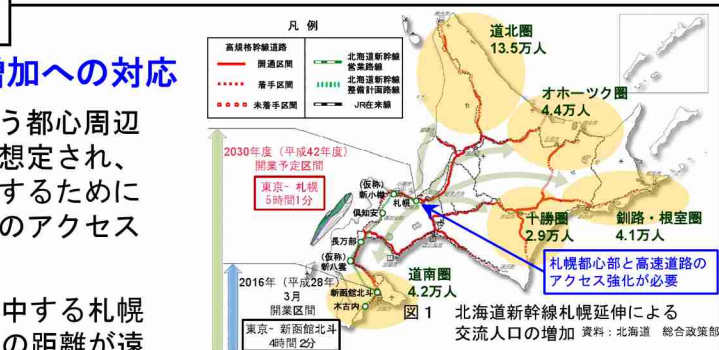 増加への対応
う都心周辺
想定され、
するために
のアクセス
中する札幌
の距離が遠
凡例
高規格幹線道路
開通区間
着手区間
未着手区間
北海道新幹線
営業路線
北海道新幹線
整備計画路線
JR在来線
道北圏
13.5万人
オホーツク圏
4.4万人
2030年度(平成42年度)
開業予定区間
東京-札幌
5時間1分
(仮称)
新小樽
札幌
倶知安
長万部
(仮称)
新八雲
十勝圏
2.9万人
釧路・根室圏
4.1万人
札幌都心部と高速道路の
アクセス強化が必要
2016年(平成28年)
3月
開業区間
東京-新函館北斗
4時間2分
新函館北斗
木古内
道南圏
4.2万人
図1 北海道新幹線札幌延伸による
交流人口の増加 資料:北海道 総合政策部